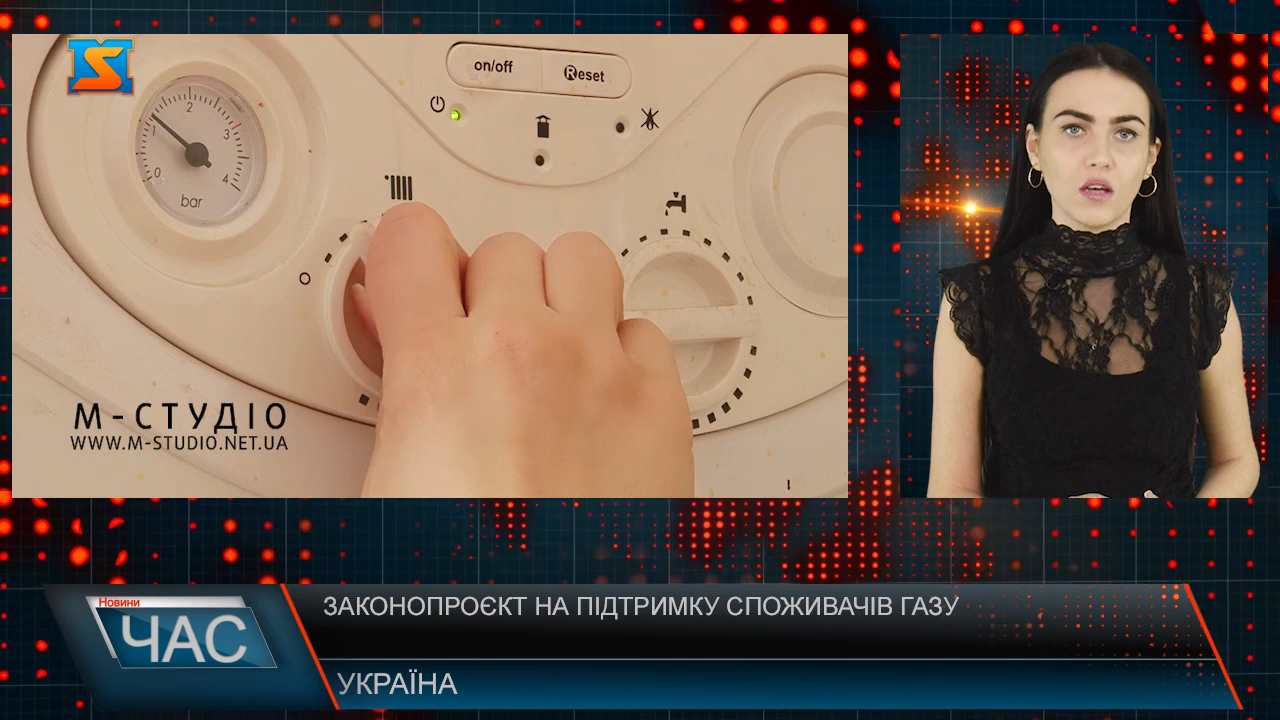 on/off
Reset
0
1
2
3
4
bar
М-СТУДІО
WWW.M-STUDIO.NET.UA
Новини
ЧАС
ЗАКОНОПРОЄКТ НА ПІДТРИМКУ СПОЖИВАЧІВ ГАЗУ
УКРАЇНА